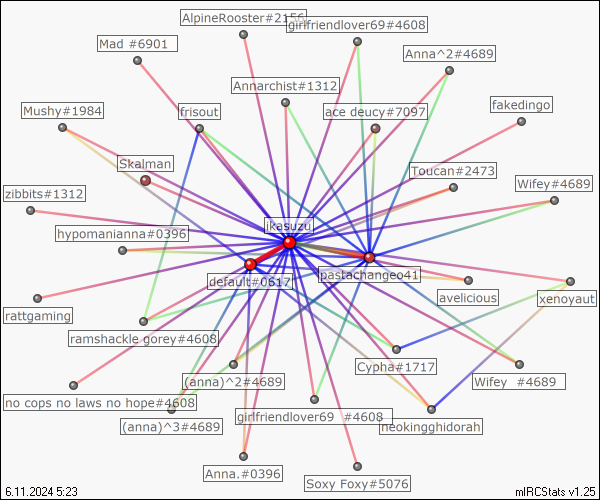 AlpineRooster#2156
girlfriendlover69#4608
Mad #6901
Anna^2#4689
Annarchist#1312
fakedingo
Mushy#1984
frisout
ace deucy#7097
Skalman
Toucan#2473
Wifey#4689
zibbits#1312
ikasuzu
hypomanianna#0396
default#0617
pastachangeo41
avelicious
xenoyaut
rattgaming
ramshackle gorey#4608
Cypha#1717
(anna)^2#4689
Wifey  #4689
no cops no laws no hope#4608
girlfriendlover69  #4608
(anna)^3#4689
neokingghidorah
Anna.#0396
Soxy Foxy#5076
6.11.2024 5:23
mIRCStats v1.25